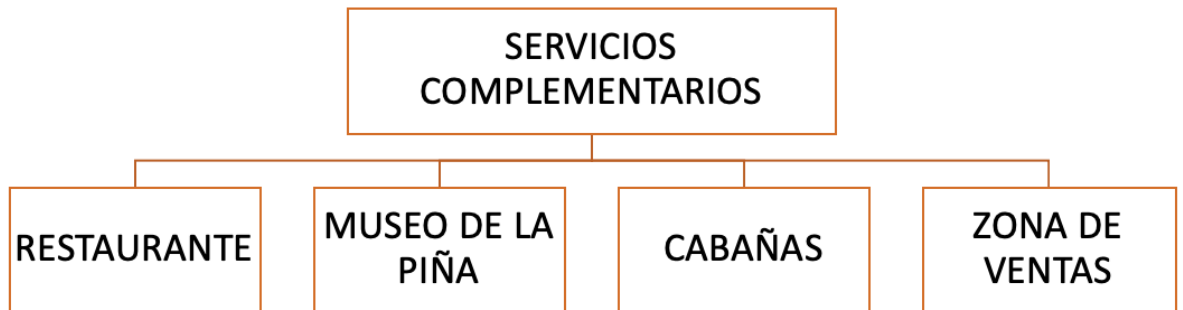 SERVICIOS
COMPLEMENTARIOS
RESTAURANTE
MUSEO DE LA
PIÑA
CABAÑAS
ZONA DE
VENTAS